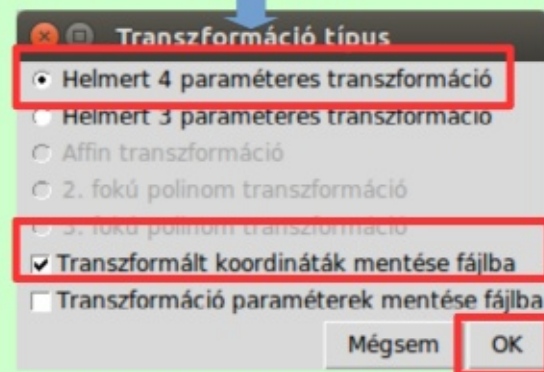 Transzformáció típus
Helmert 4 paraméteres transzformáció
Helmert 3 paraméteres transzformáció
Affin transzformáció
2. fokú polinom transzformáció
3. fokú polinom transzformáció
Transzformált koordináták mentése fájlba
Transzformáció paraméterek mentése fájlba
Mégsem OK